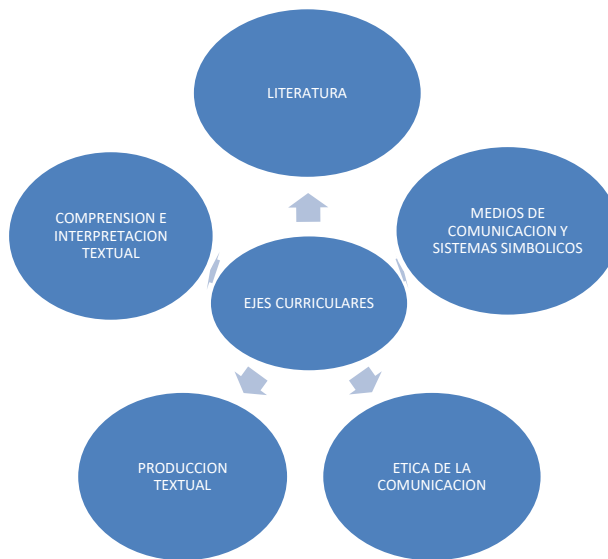 LITERATURA
COMPRENSION E
INTERPRETACION
TEXTUAL
MEDIOS DE
COMUNICACION Y
SISTEMAS SIMBOLICOS
EJES CURRICULARES
PRODUCCION
TEXTUAL
ETICA DE LA
COMUNICACION